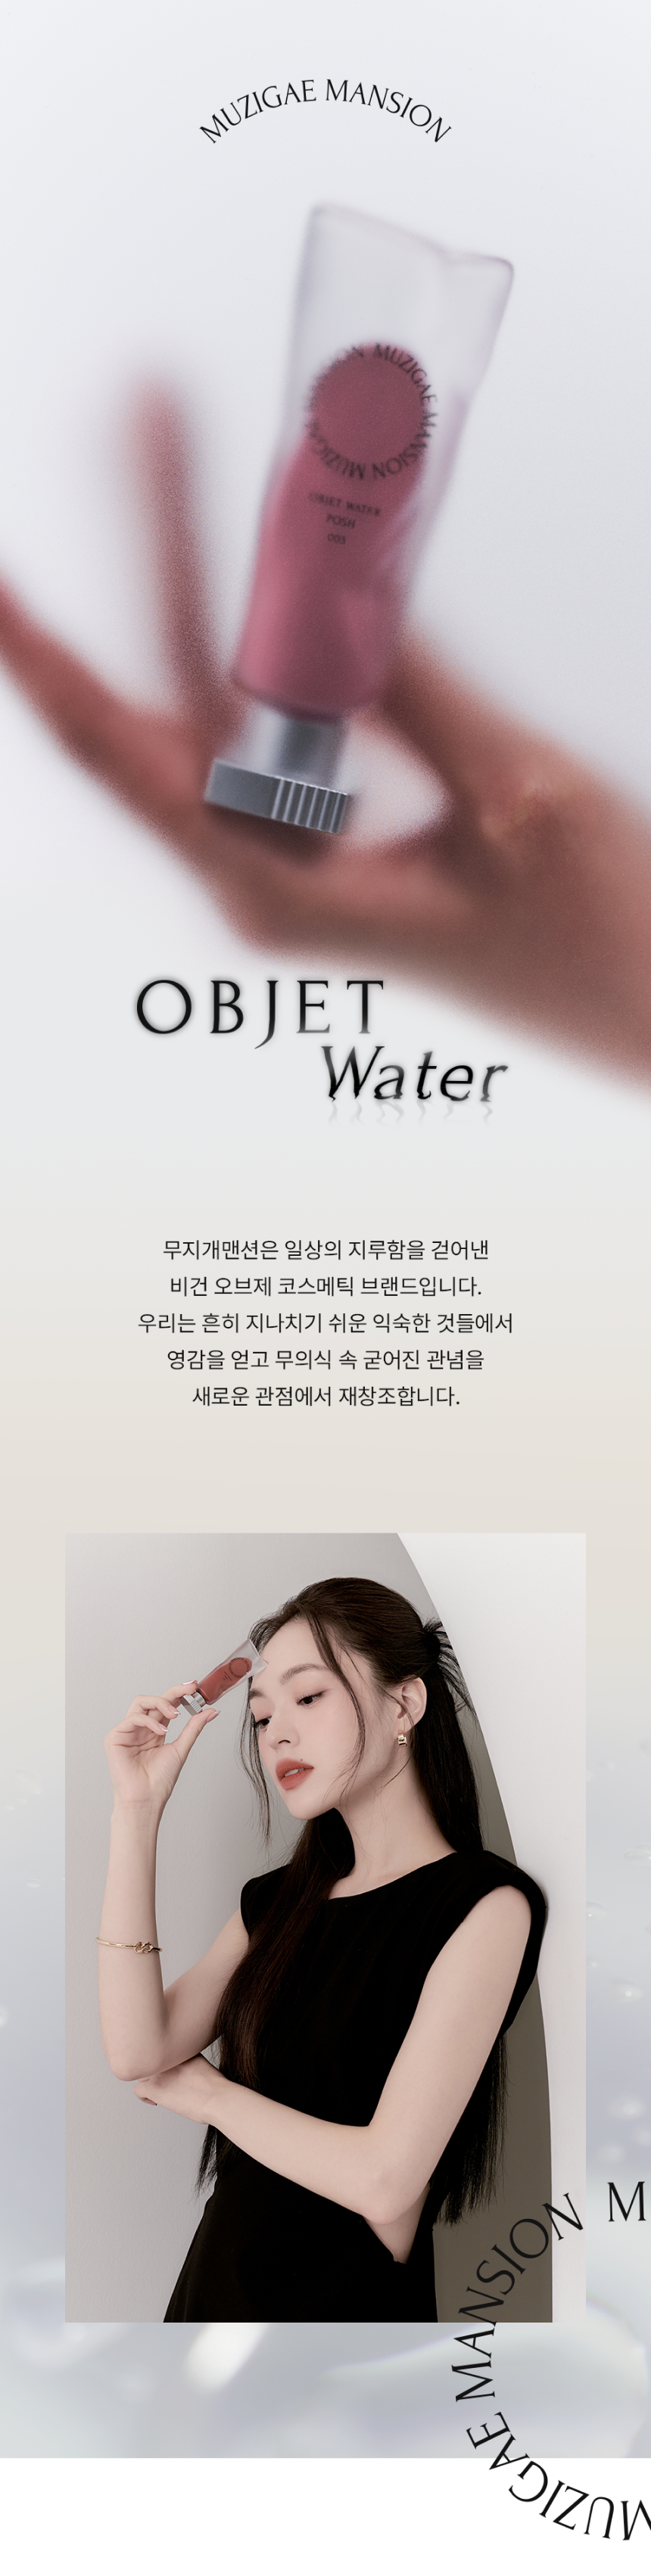 MUZIGAE MANSION
MUZIGAE MANSION MUZIGAE
OBJET WATER
POSH
003
OBJET
Water
무지개맨션은 일상의 지루함을 걷어낸
비건 오브제 코스메틱 브랜드입니다.
우리는 흔히 지나치기 쉬운 익숙한 것들에서
영감을 얻고 무의식 속 굳어진 관념을
새로운 관점에서 재창조합니다.
MUZIGAE MANSION M